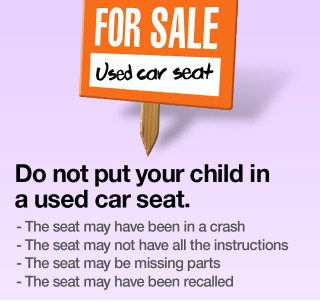 FOR SALE
Used car seat
Do not put your child in
a used car seat.
- The seat may have been in a crash
- The seat may not have all the instructions
- The seat may be missing parts
- The seat may have been recalled